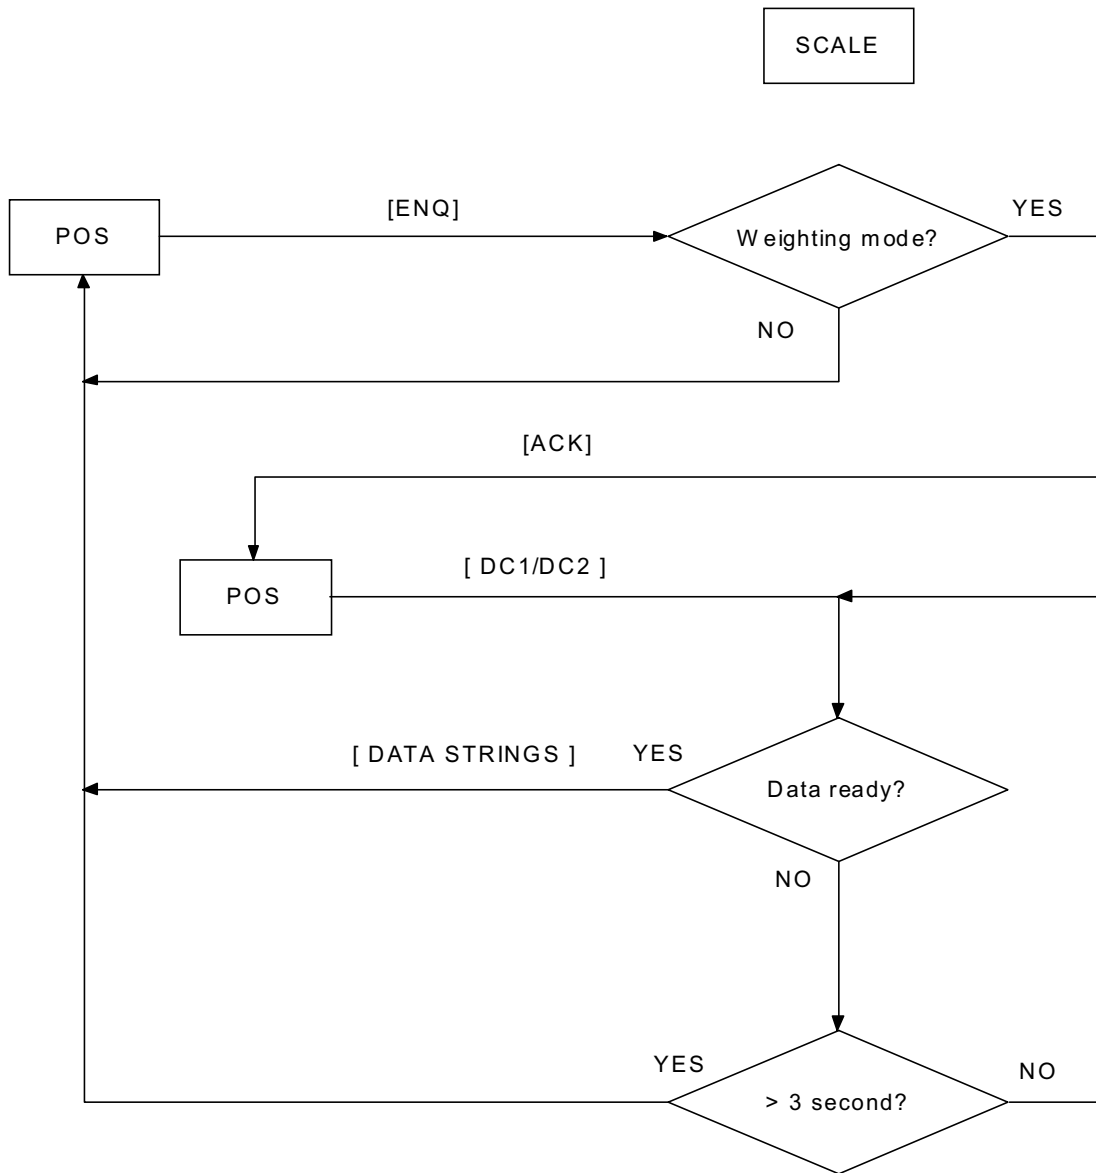 SCALE
[ENQ]
YES
POS
Weighting mode?
NO
[ACK]
[ DC1/DC2 ]
POS
[ DATA STRINGS ]
YES
Data ready?
NO
YES
NO
> 3 second?